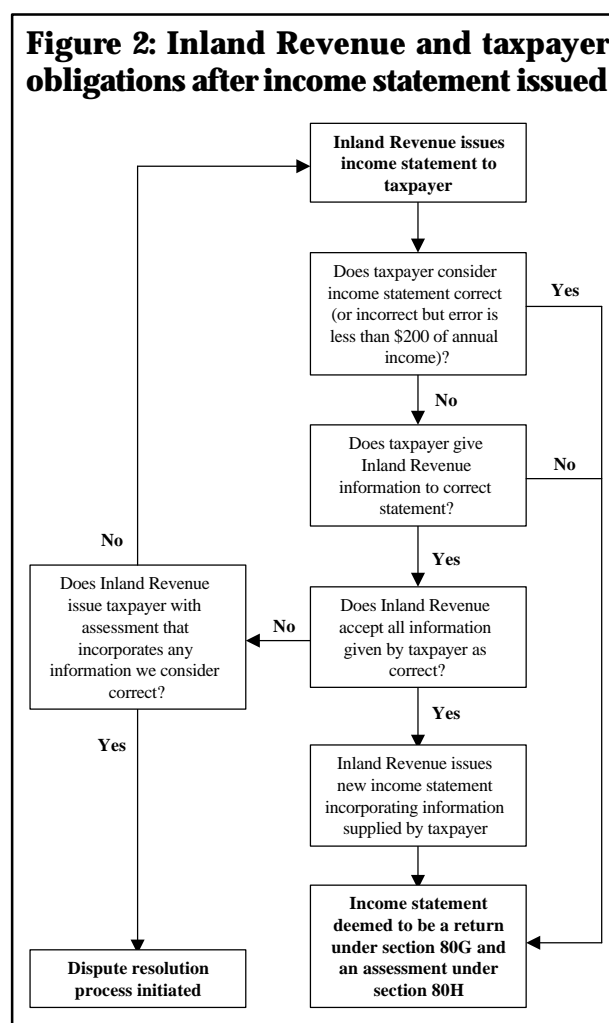 Figure 2: Inland Revenue and taxpayer
obligations after income statement issued
Inland Revenue issues
income statement to
taxpayer
Does taxpayer consider
income statement correct
(or incorrect but error is
less than $200 of annual
income)?
Yes
No
Does taxpayer give
Inland Revenue
information to correct
statement?
No
No
Yes
Does Inland Revenue
issue taxpayer with
assessment that
incorporates any
information we consider
correct?
No
Does Inland Revenue
accept all information
given by taxpayer as
correct?
Yes
Yes
Inland Revenue issues
new income statement
incorporating information
supplied by taxpayer
Income statement
deemed to be a return
under section 80G and
an assessment under
section 80H
Dispute resolution
process initiated